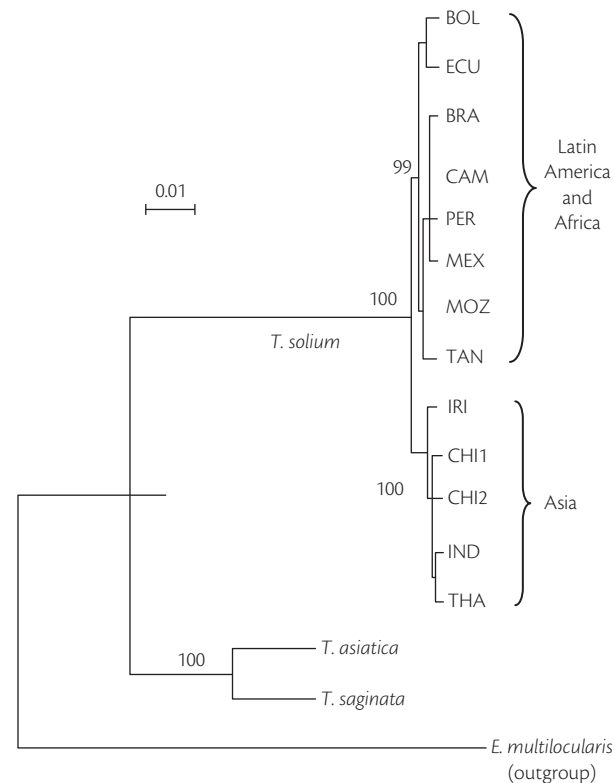 BOL
ECU
BRA
99
CAM
Latin
America
and
Africa
0.01
PER
MEX
100
MOZ
T. solium
TAN
IRI
CHI1
100
CHI2
Asia
IND
THA
T. asiatica
100
T. saginata
E. multilocularis
(outgroup)